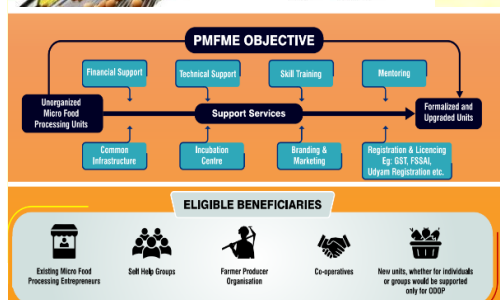 PMFME OBJECTIVE
Financial Support
Technical Support
Skill Training
Mentoring
Unorganized
Micro Food
Processing Units
Support Services
Formalized and
Upgraded Units
Common
Infrastructure
Incubation
Centre
Branding &
Marketing
Registration & Licencing
Eg: GST, FSSAI,
Udyam Registration etc.
ELIGIBLE BENEFICIARIES
Existing Micro Food
Processing Entrepreneurs
Self Help Groups
Farmer Producer
Organisation
Co-operatives
New units, whether for individuals
or groups would be supported
only for ODOP